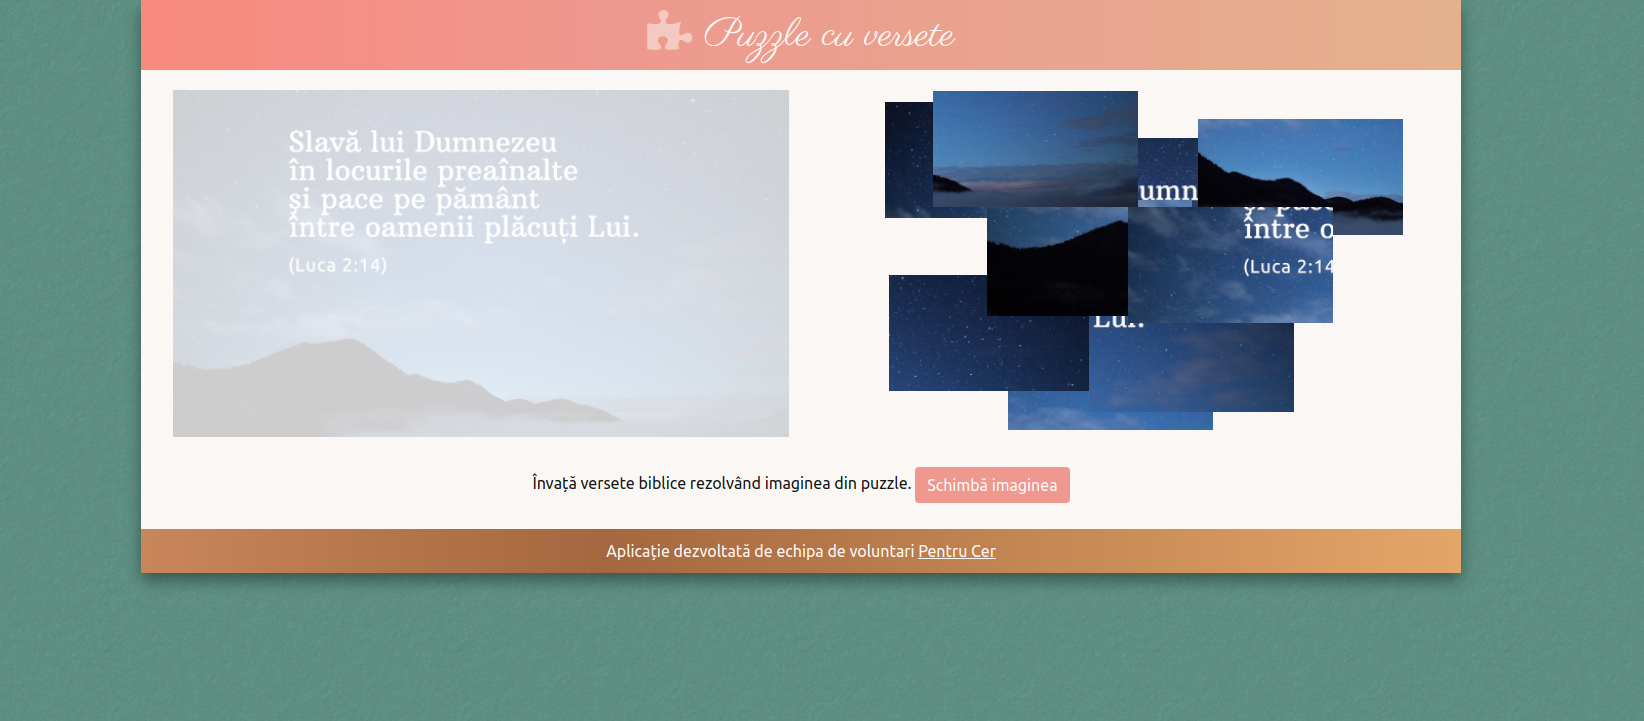 Puzzle cu versete
Slavă lui Dumnezeu
în locurile preaînalte
și pace pe pământ
între oamenii plăcuți Lui.
(Luca 2:14)
umn
între o
(Luca 2:14
Lui.
Învață versete biblice rezolvând imaginea din puzzle. Schimbă imaginea
Aplicație dezvoltată de echipa de voluntari Pentru Cer